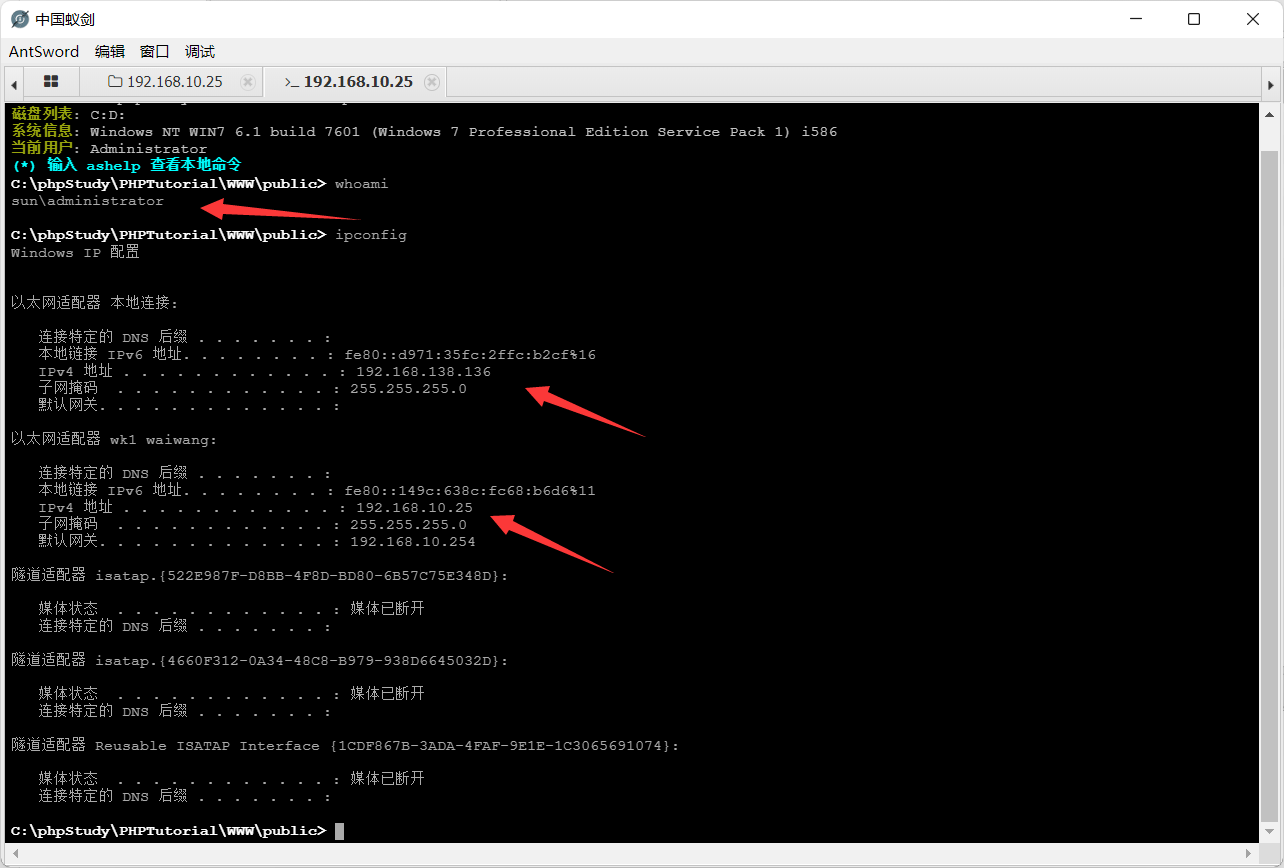 中国蚁剑
AntSword 编辑 窗口 调试
192.168.10.25 >_ 192.168.10.25
磁盘列表: C:D:
系统信息: Windows NT WIN7 6.1 build 7601 (Windows 7 Professional Edition Service Pack 1) i586
当前用户: Administrator
(*) 输入 ashelp 查看本地命令
C:\phpStudy\PHPTutorial\WWW\public> whoami
sun\administrator
C:\phpStudy\PHPTutorial\WWW\public> ipconfig
Windows IP 配置
以太网适配器 本地连接:
连接特定的 DNS 后缀 . . . . . . . :
本地链接 IPv6 地址. . . . . . . . : fe80::d971:35fc:2ffc:b2cf%16
IPv4 地址 . . . . . . . . . . . . : 192.168.138.136
子网掩码  . . . . . . . . . . . . : 255.255.255.0
默认网关. . . . . . . . . . . . . :
以太网适配器 wk1 waiwang:
连接特定的 DNS 后缀 . . . . . . . :
本地链接 IPv6 地址. . . . . . . . : fe80::149c:638c:fc68:b6d6%11
IPv4 地址 . . . . . . . . . . . . : 192.168.10.25
子网掩码  . . . . . . . . . . . . : 255.255.255.0
默认网关. . . . . . . . . . . . . : 192.168.10.254
隧道适配器 isatap.{522E987F-D8BB-4F8D-BD80-6B57C75E348D}:
媒体状态  . . . . . . . . . . . . : 媒体已断开
连接特定的 DNS 后缀 . . . . . . . :
隧道适配器 isatap.{4660F312-0A34-48C8-B979-938D6645032D}:
媒体状态  . . . . . . . . . . . . : 媒体已断开
连接特定的 DNS 后缀 . . . . . . . :
隧道适配器 Reusable ISATAP Interface {1CDF867B-3ADA-4FAF-9E1E-1C3065691074}:
媒体状态  . . . . . . . . . . . . : 媒体已断开
连接特定的 DNS 后缀 . . . . . . . :
C:\phpStudy\PHPTutorial\WWW\public>